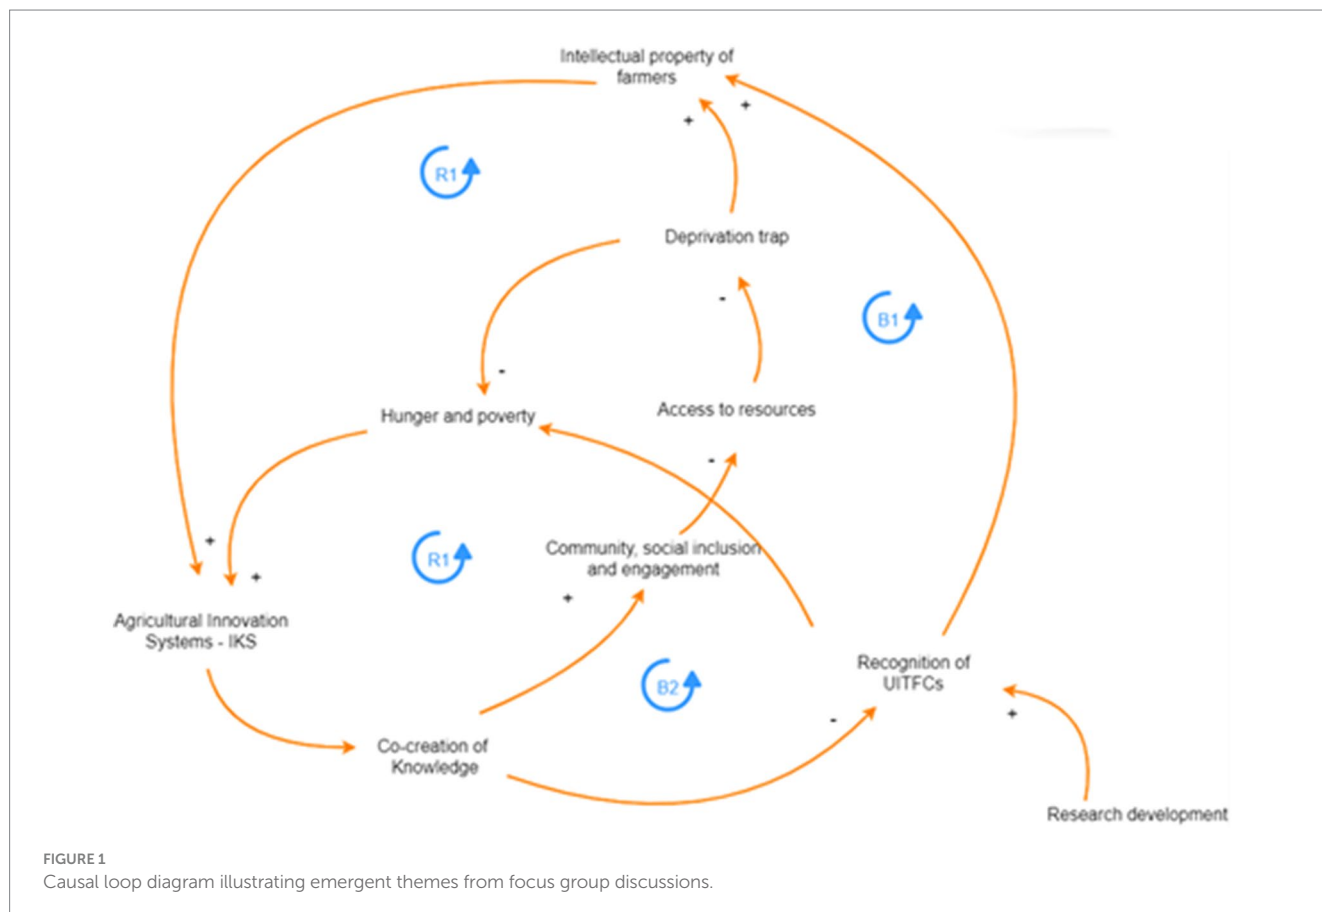 Intellectual property of
farmers
+
+
R1
Deprivation trap
-
B1
-
Hunger and poverty
Access to resources
-
+
R1
Community, social inclusion
and engagement
+
+
Agricultural Innovation
Systems - IKS
Recognition of
UITFCs
B2
-
+
Co-creation of
Knowledge
Research development
FIGURE 1
Causal loop diagram illustrating emergent themes from focus group discussions.